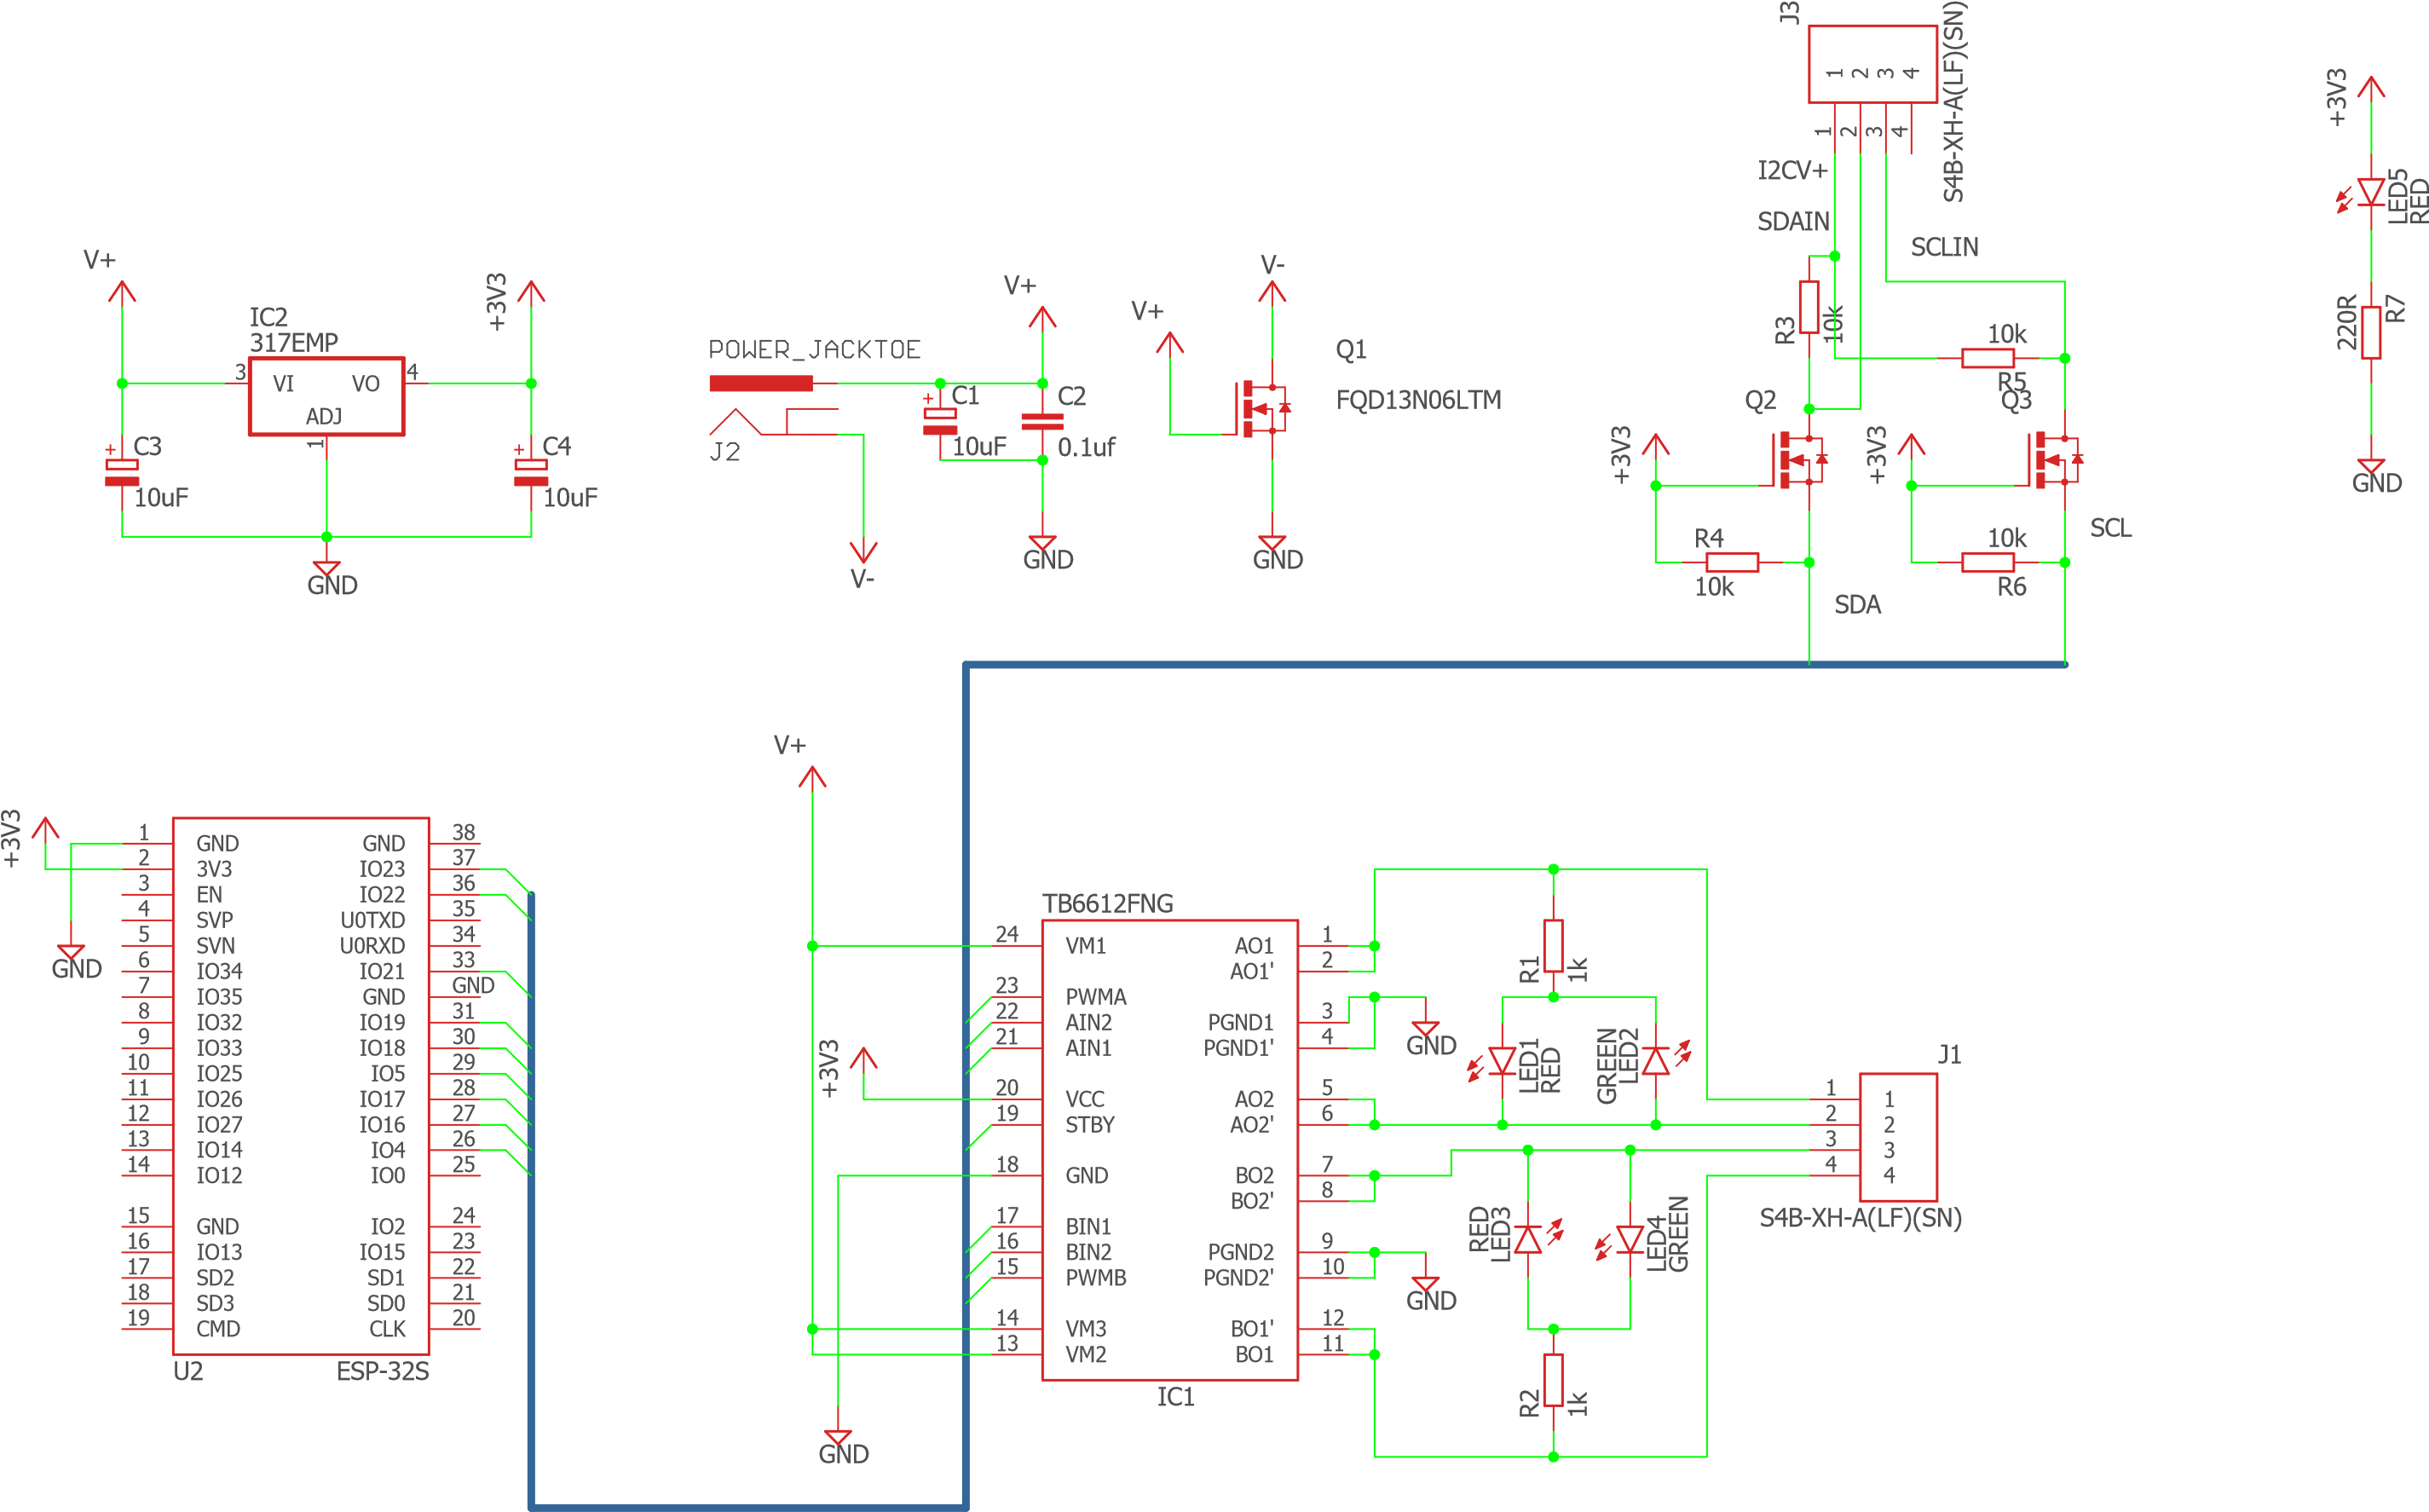 J3
1 2 3 4
1 2 3 4
S4B-XH-A(LF)(SN)
I2CV+
SDAIN
SCLIN
+3V3
LED5
RED
220R
R7
GND
V+
IC2
317EMP
3
VI
VO
4
ADJ
1
+3V3
C3
10uF
C4
10uF
GND
POWER_JACKTOE
J2
V-
V+
C1
10uF
C2
0.1uf
GND
V+
V-
Q1
FQD13N06LTM
GND
R3
10k
10k
R5
Q2
Q3
+3V3
+3V3
R4
10k
10k
R6
SDA
SCL
+3V3
GND
1 GND GND 38
2 3V3 IO23 37
3 EN IO22 36
4 SVP U0TXD 35
5 SVN U0RXD 34
6 IO34 IO21 33
7 IO35 GND GND
8 IO32 IO19 31
9 IO33 IO18 30
10 IO25 IO5 29
11 IO26 IO17 28
12 IO27 IO16 27
13 IO14 IO4 26
14 IO12 IO0 25
15 GND IO2 24
16 IO13 IO15 23
17 SD2 SD1 22
18 SD3 SD0 21
19 CMD CLK 20
U2
ESP-32S
V+
+3V3
GND
TB6612FNG
24 VM1 AO1 1
AO1' 2
23 PWMA
22 AIN2 PGND1 3
21 AIN1 PGND1' 4
20 VCC AO2 5
19 STBY AO2' 6
18 GND BO2 7
BO2' 8
17 BIN1
16 BIN2 PGND2 9
15 PWMB PGND2' 10
14 VM3 BO1' 12
13 VM2 BO1 11
IC1
GND
GND
R1
1k
LED1
RED
GREEN
LED2
RED
LED3
LED4
GREEN
R2
1k
J1
1 1
2 2
3 3
4 4
S4B-XH-A(LF)(SN)